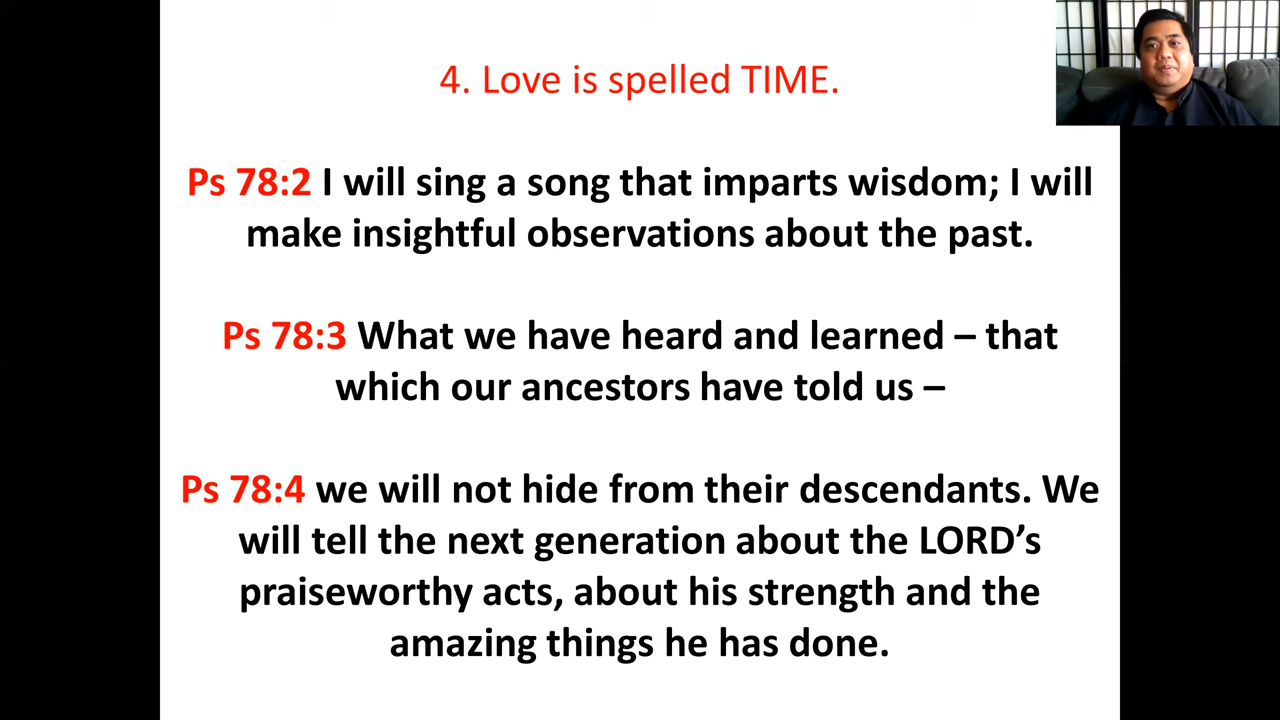 4. Love is spelled TIME.
Ps 78:2 I will sing a song that imparts wisdom; I will
make insightful observations about the past.
Ps 78:3 What we have heard and learned – that
which our ancestors have told us –
Ps 78:4 we will not hide from their descendants. We
will tell the next generation about the LORD’s
praiseworthy acts, about his strength and the
amazing things he has done.